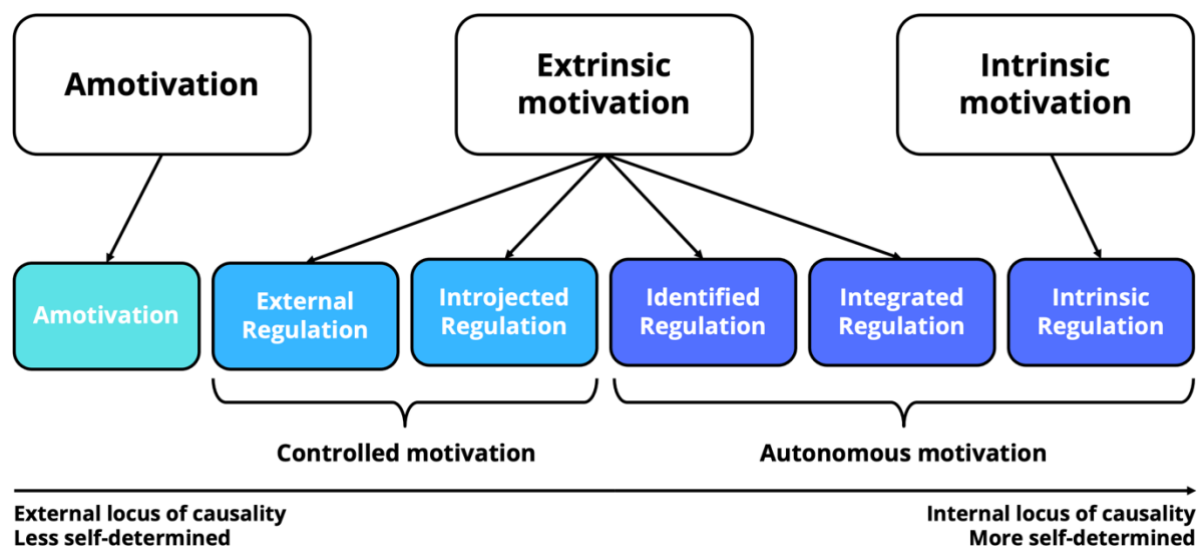 Amotivation
Extrinsic
motivation
Intrinsic
motivation
Amotivation
External
Regulation
Introjected
Regulation
Identified
Regulation
Integrated
Regulation
Intrinsic
Regulation
Controlled motivation
Autonomous motivation
External locus of causality
Less self-determined
Internal locus of causality
More self-determined